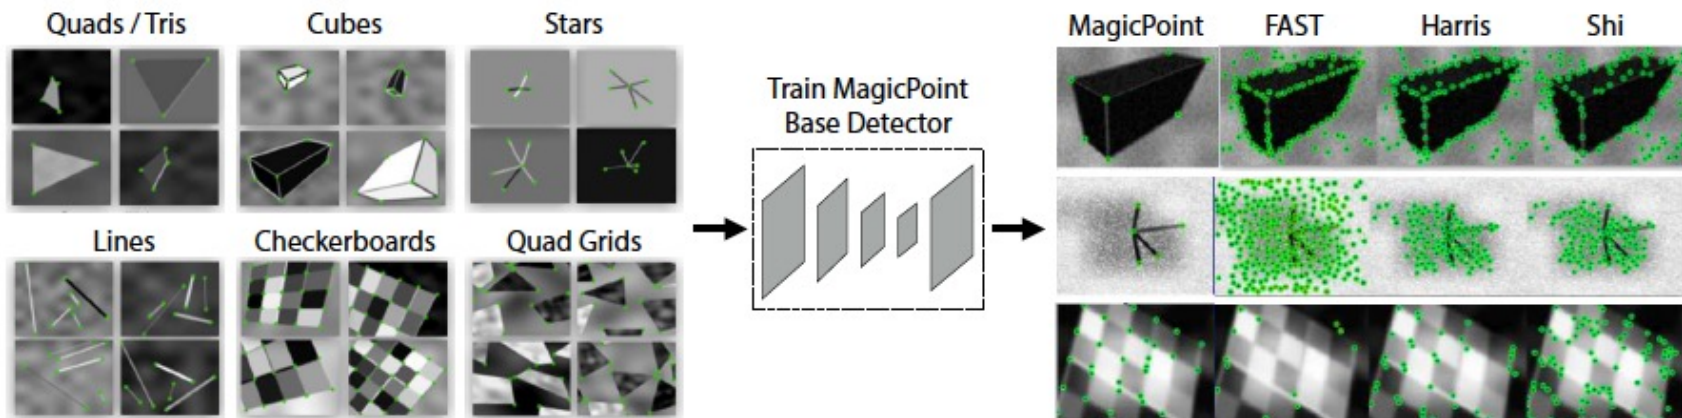 Quads / Tris
Cubes
Stars
Lines
Checkerboards
Quad Grids
Train MagicPoint
Base Detector
MagicPoint
FAST
Harris
Shi